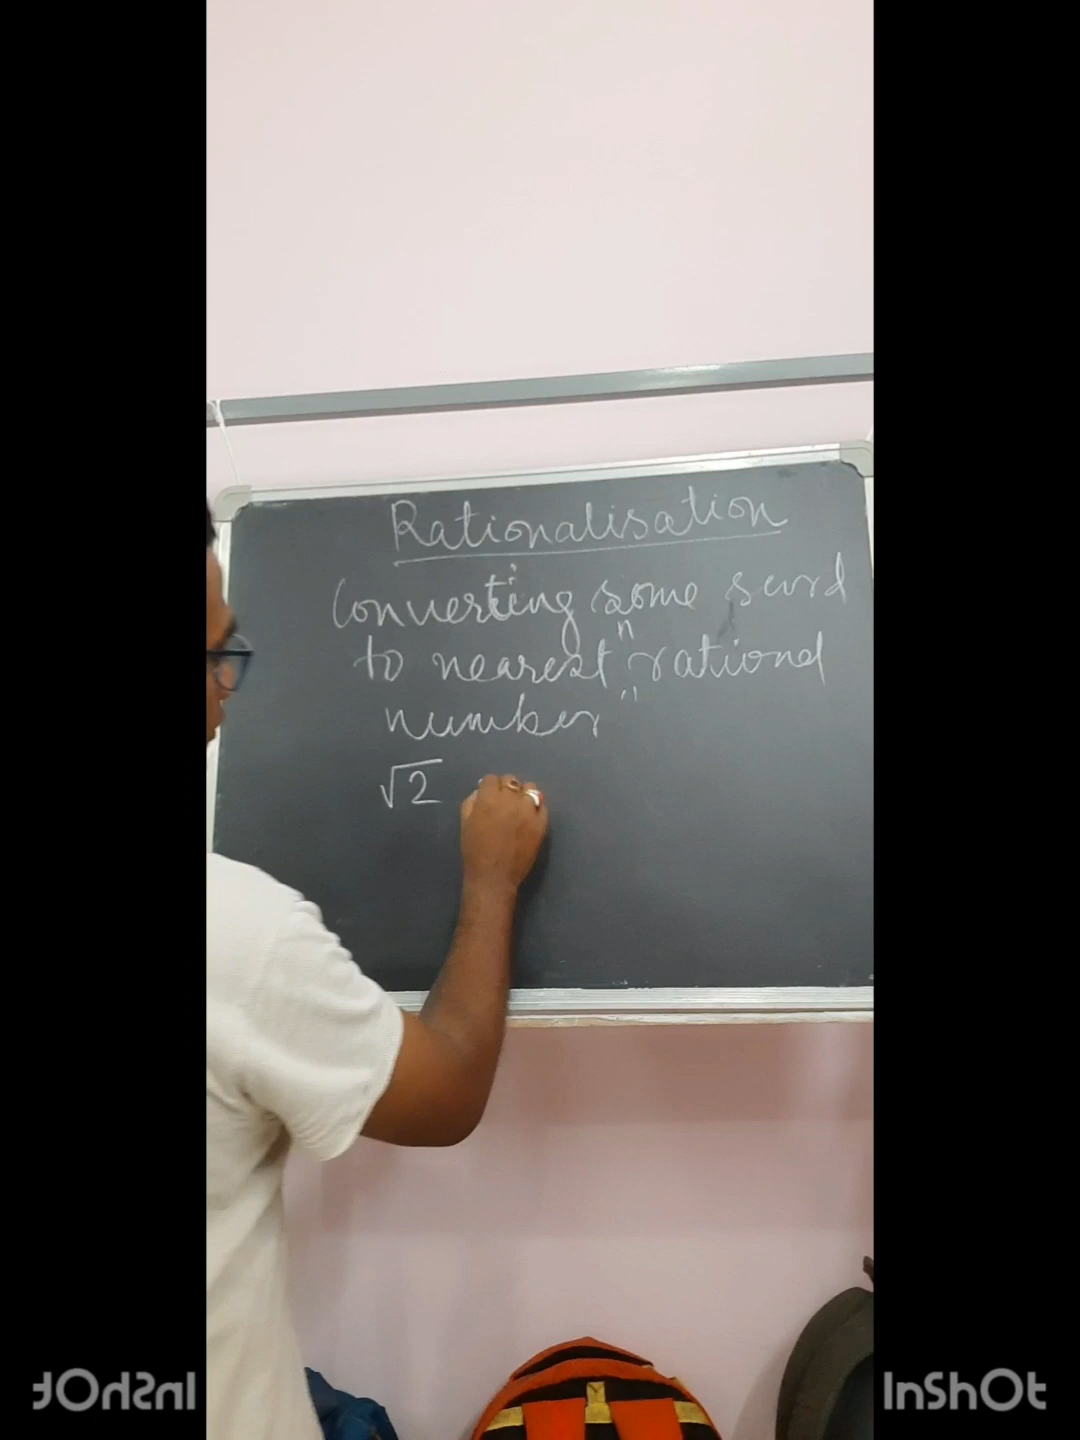 Rationalisation
Converting some surd
to nearest "rational
number"
√2
InShOt
InShOt